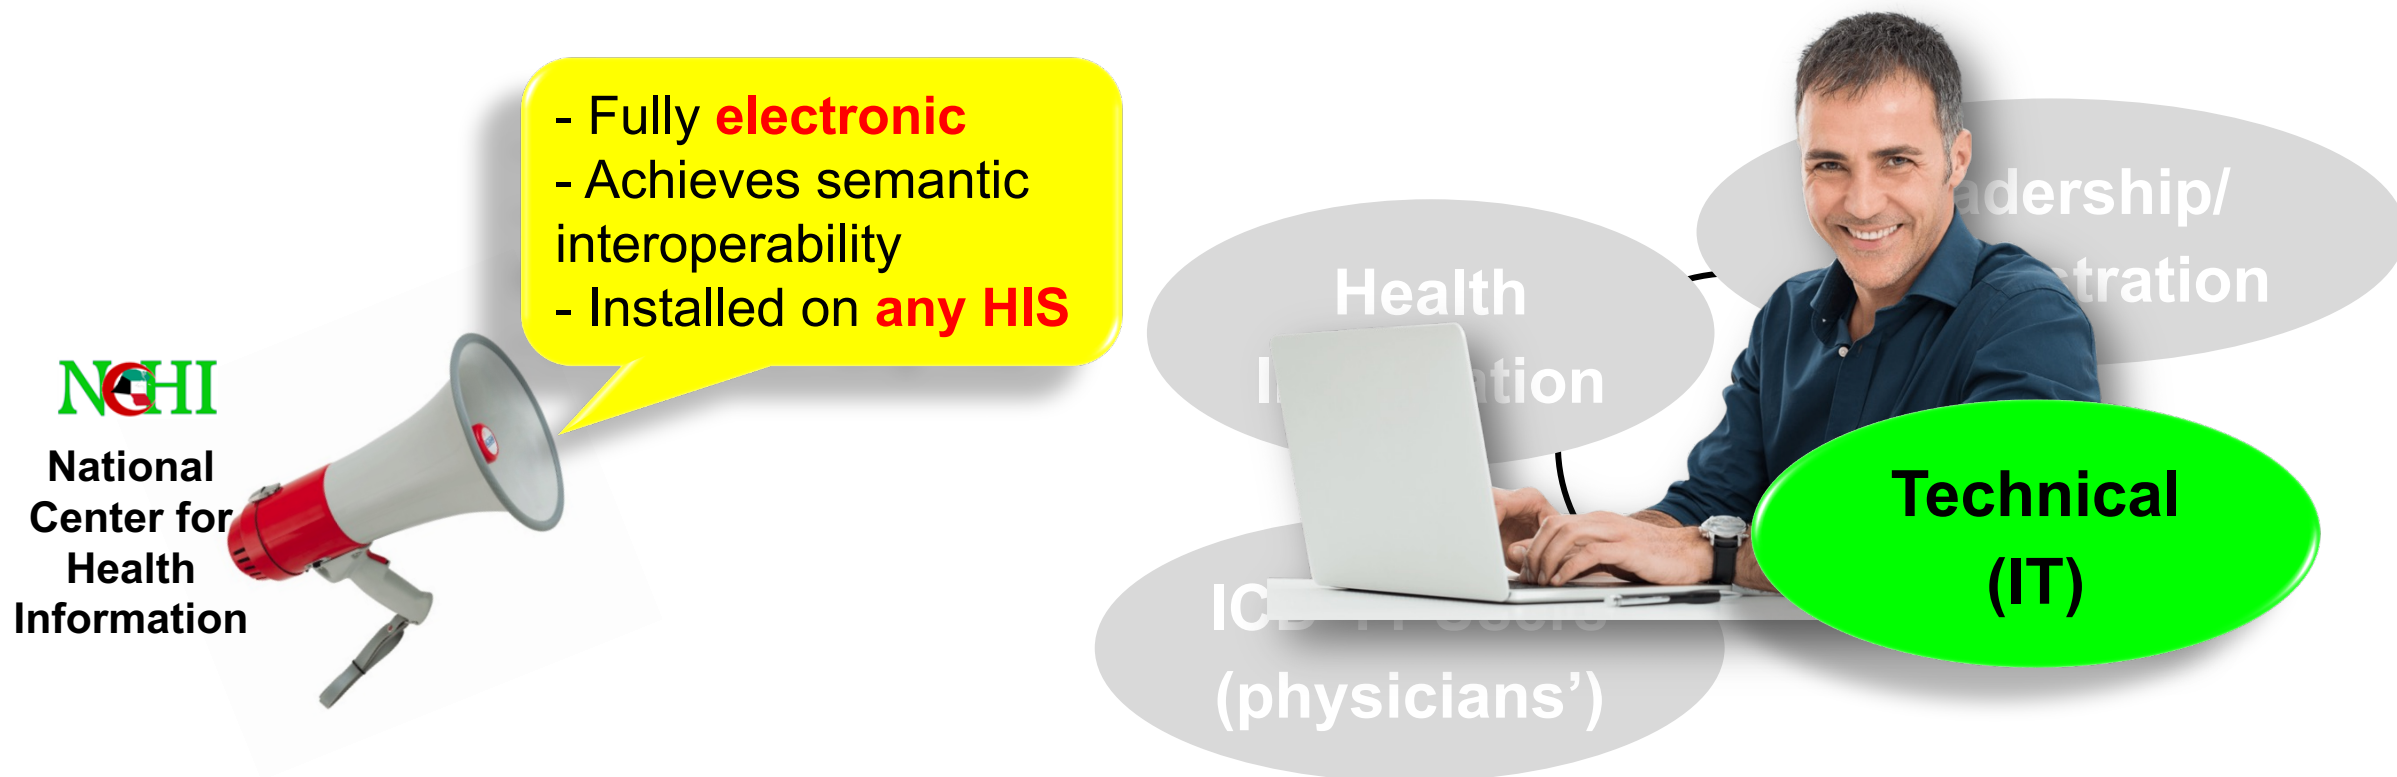 - Fully electronic
- Achieves semantic
interoperability
- Installed on any HIS
NCHI
National
Center for
Health
Information
Health
Technical
(IT)
(physicians’)